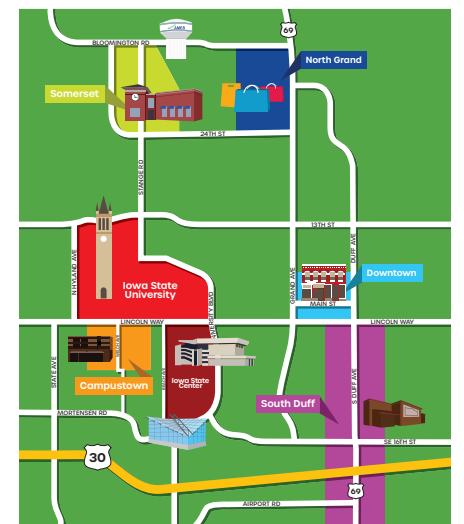 69
AMES
BLOOMINGTON RD
North Grand
Somerset
24TH ST
STANGE RD
13TH ST
N HYLAND AVE
Iowa State
University
GRAND AVE
DUFF AVE
Downtown
MAIN ST
LINCOLN WAY
LINCOLN WAY
STATE AVE
Iowa State
Center
Campustown
S DUFF AVE
South Duff
MORTENSEN RD
SE 16TH ST
30
69
AIRPORT RD